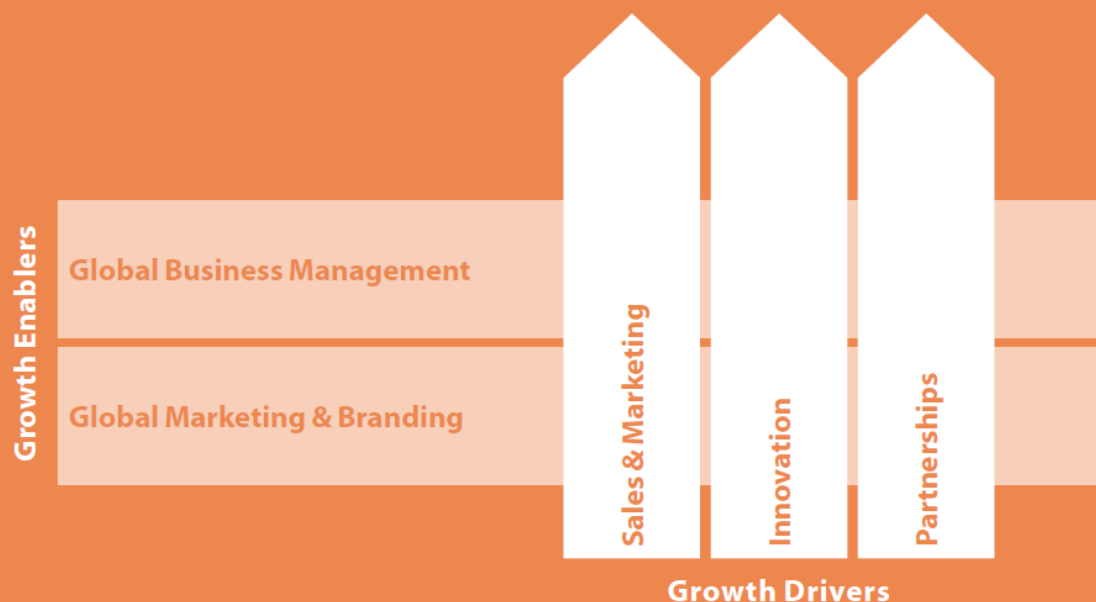 Growth Enablers
Global Business Management
Global Marketing & Branding
Sales & Marketing
Innovation
Partnerships
Growth Drivers